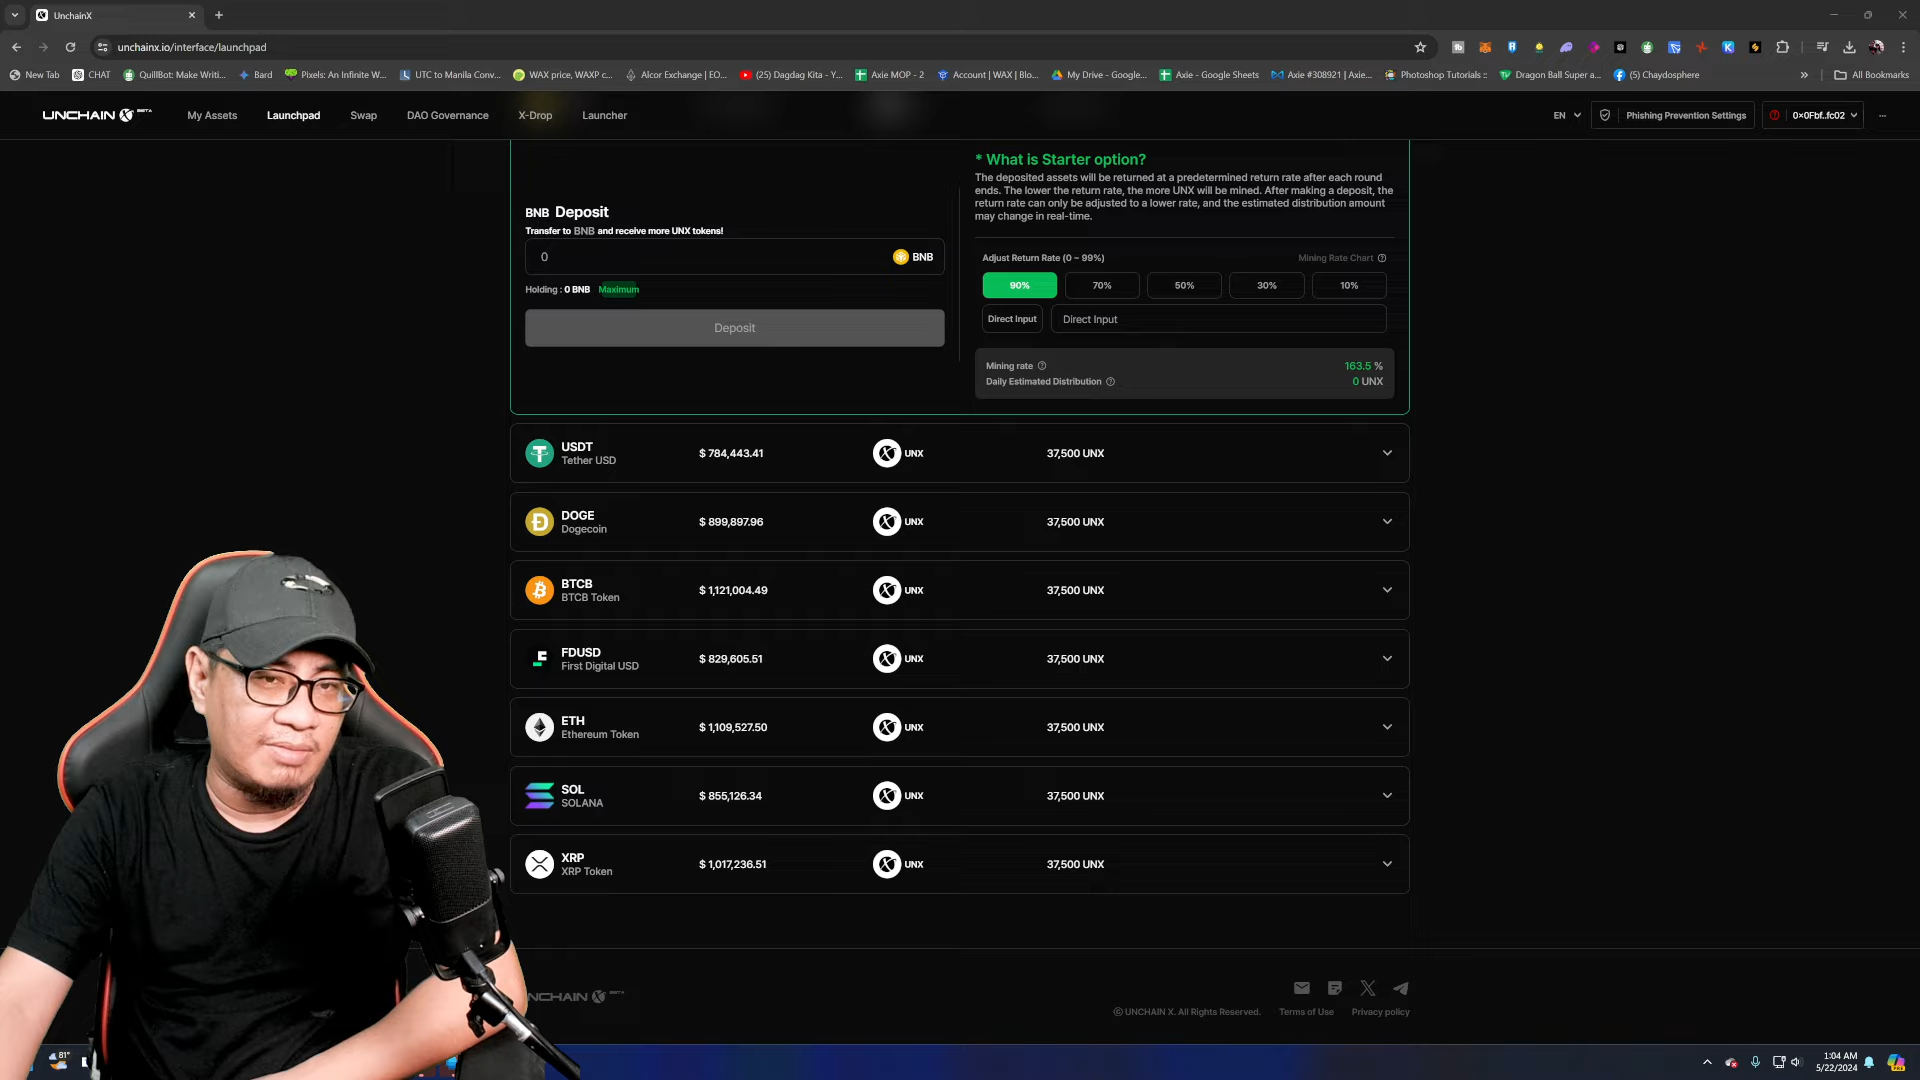 UnchainX
unchainx.io/interface/launchpad
New Tab
CHAT
QuillBot: Make Writi...
Bard
Pixels: An Infinite W...
UTC to Manila Conv...
WAX price, WAXP c...
Alcor Exchange | EO...
(25) Dagdag Kita - Y...
Axie MOP - 2
Account | WAX | Blo...
My Drive - Google...
Axie - Google Sheets
Axie #308921 | Axie...
Photoshop Tutorials ::
Dragon Ball Super a...
(5) Chaydosphere
All Bookmarks
UNCHAIN X BETA
My Assets
Launchpad
Swap
DAO Governance
X-Drop
Launcher
EN
Phishing Prevention Settings
0×0Fbf..fc02
...
BNB Deposit
Transfer to BNB and receive more UNX tokens!
0
BNB
Holding : 0 BNB Maximum
Deposit
* What is Starter option?
The deposited assets will be returned at a predetermined return rate after each round
ends. The lower the return rate, the more UNX will be mined. After making a deposit, the
return rate can only be adjusted to a lower rate, and the estimated distribution amount
may change in real-time.
Adjust Return Rate (0 ~ 99%)
Mining Rate Chart
90%
70%
50%
30%
10%
Direct Input
Direct Input
Mining rate
163.5 %
Daily Estimated Distribution
0 UNX
USDT
Tether USD
$ 784,443.41
UNX
37,500 UNX
DOGE
Dogecoin
$ 899,897.96
UNX
37,500 UNX
BTCB
BTCB Token
$ 1,121,004.49
UNX
37,500 UNX
FDUSD
First Digital USD
$ 829,605.51
UNX
37,500 UNX
ETH
Ethereum Token
$ 1,109,527.50
UNX
37,500 UNX
SOL
SOLANA
$ 855,126.34
UNX
37,500 UNX
XRP
XRP Token
$ 1,017,236.51
UNX
37,500 UNX
NCHAIN X BETA
© UNCHAIN X. All Rights Reserved.
Terms of Use
Privacy policy
81°
1:04 AM
5/22/2024